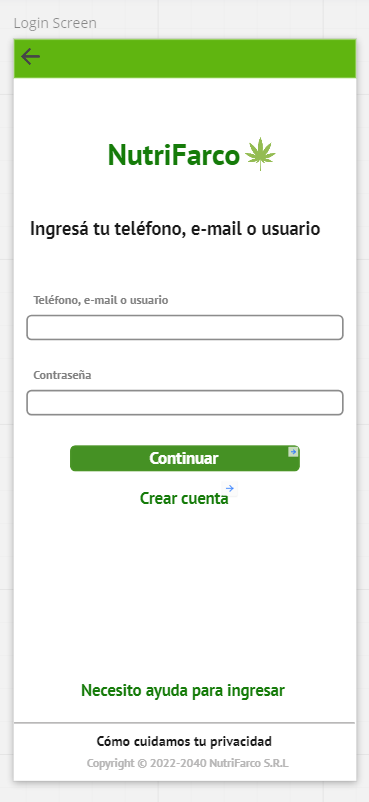 Login Screen
NutriFarco
Ingresá tu teléfono, e-mail o usuario
Teléfono, e-mail o usuario
Contraseña
Continuar
Crear cuenta
Necesito ayuda para ingresar
Cómo cuidamos tu privacidad
Copyright © 2022-2040 NutriFarco S.R.L